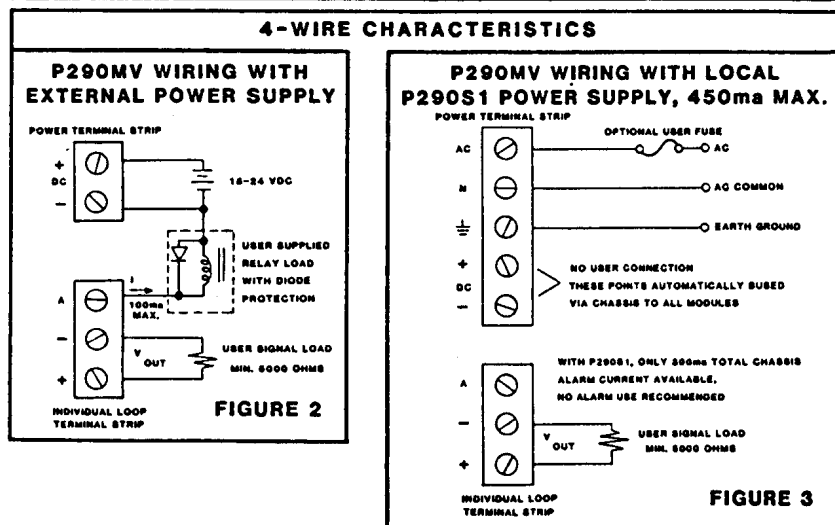 4-WIRE CHARACTERISTICS
P290MV WIRING WITH
EXTERNAL POWER SUPPLY
POWER TERMINAL STRIP
+
DC
−
18-24 VDC
USER SUPPLIED
RELAY LOAD
WITH DIODE
PROTECTION
I
100ma
MAX.
A
−
+
V OUT
USER SIGNAL LOAD
MIN. 5000 OHMS
INDIVIDUAL LOOP
TERMINAL STRIP
FIGURE 2
P290MV WIRING WITH LOCAL
P290S1 POWER SUPPLY, 450ma MAX.
POWER TERMINAL STRIP
OPTIONAL USER FUSE
AC
AC
N
AC COMMON
EARTH GROUND
+
DC
−
NO USER CONNECTION
THESE POINTS AUTOMATICALLY BUSED
VIA CHASSIS TO ALL MODULES
WITH P290S1, ONLY 300ma TOTAL CHASSIS
ALARM CURRENT AVAILABLE,
NO ALARM USE RECOMMENDED
A
−
+
V OUT
USER SIGNAL LOAD
MIN. 5000 OHMS
INDIVIDUAL LOOP
TERMINAL STRIP
FIGURE 3